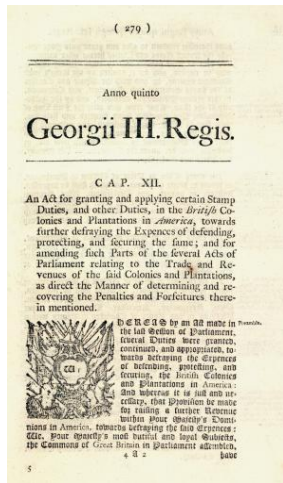 ( 279 )
Anno quinto
Georgii III. Regis.
CAP. XII.
An Act for granting and applying certain Stamp
Duties, and other Duties, in the British Co-
lonies and Plantations in America, towards
further defraying the Expences of defending,
protecting, and securing the same; and for
amending such Parts of the several Acts of
Parliament relating to the Trade and Re-
venues of the said Colonies and Plantations,
as direct the Manner of determining and re-
covering the Penalties and Forfeitures there-
in mentioned.
WHEREAS by an Act made in
the last Session of Parliament,
several Duties were granted,
continued, and appropriated, to-
wards defraying the Expences
of defending, protecting, and
securing, the British Colonies
and Plantations in America:
And whereas it is just and ne-
cessary, that Provision be made
for raising a further Revenue
within Your Majesty's Domi-
nions in America, towards defraying the said Expences:
We, Your Majesty's most dutiful and loyal Subjects,
the Commons of Great Britain in Parliament assembled,
4 A 2 have
5